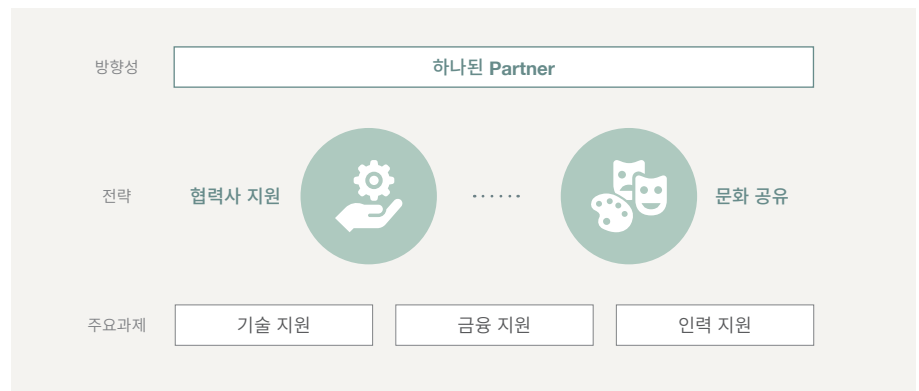 방향성
하나된 Partner
전략
협력사 지원
······
문화 공유
주요과제
기술 지원
금융 지원
인력 지원